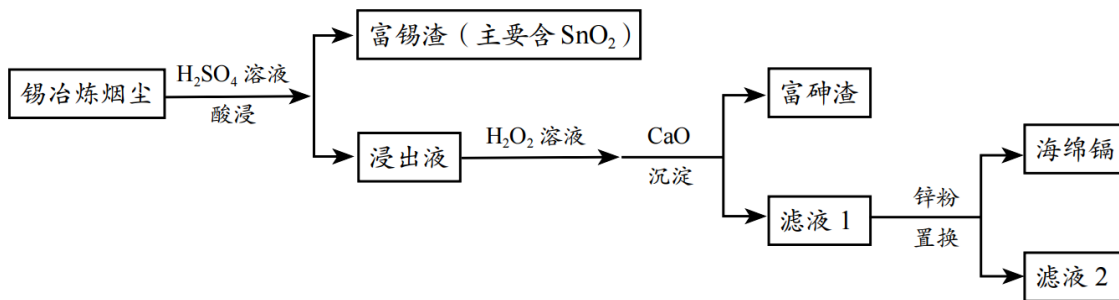 锡冶炼烟尘
H₂SO₄ 溶液
酸浸
富锡渣（主要含 SnO₂）
浸出液
H₂O₂ 溶液
CaO
沉淀
富砷渣
滤液 1
锌粉
置换
海绵镉
滤液 2